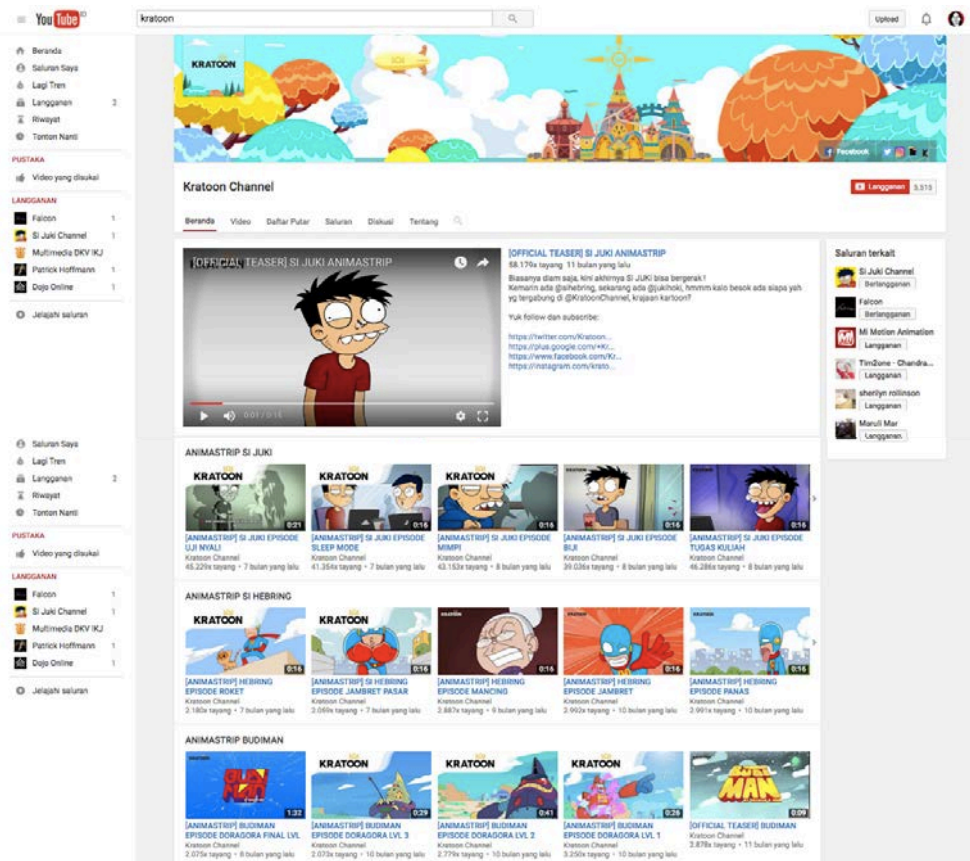 YouTube ID
kratoon
Upload
Beranda
Saluran Saya
Lagi Tren
Langganan 2
Riwayat
Tonton Nanti
PUSTAKA
Video yang disukai
LANGGANAN
Falcon 1
Si Juki Channel 1
Multimedia DKV IKJ
Patrick Hoffmann 1
Dojo Online 1
Jelajahi saluran
KRATOON
Facebook
Kratoon Channel
Langganan 5,515
Beranda Video Daftar Putar Saluran Diskusi Tentang
[OFFICIAL TEASER] SI JUKI ANIMASTRIP
0:01 / 0:15
[OFFICIAL TEASER] SI JUKI ANIMASTRIP
58.179x tayang 11 bulan yang lalu
Biasanya diam saja, kini akhirnya SI JUKI bisa bergerak!
Kemarin ada @sihebring, sekarang ada @jukihoki, hmmm kalo besok ada siapa yah
yg tergabung di @KratoonChannel, krajaan kartoon?
Yuk follow dan subscribe:
https://twitter.com/Kratoon...
https://plus.google.com/+Kr...
https://www.facebook.com/Kr...
https://instagram.com/krato...
Saluran terkait
Si Juki Channel
Berlangganan
Falcon
Berlangganan
Mi Motion Animation
Langganan
Tim2one - Chandra...
Langganan
sherilyn rollinson
Langganan
Maruli Mar
Langganan
Saluran Saya
Lagi Tren
Langganan 2
Riwayat
Tonton Nanti
PUSTAKA
Video yang disukai
LANGGANAN
Falcon 1
Si Juki Channel 1
Multimedia DKV IKJ
Patrick Hoffmann 1
Dojo Online 1
Jelajahi saluran
ANIMASTRIP SI JUKI
KRATOON KRATOON KRATOON KRATOON KRATOON
0:21 0:16 0:16 0:16 0:16
[ANIMASTRIP] SI JUKI EPISODE
UJI NYALI
Kratoon Channel
45.229x tayang • 7 bulan yang lalu
[ANIMASTRIP] SI JUKI EPISODE
SLEEP MODE
Kratoon Channel
41.354x tayang • 7 bulan yang lalu
[ANIMASTRIP] SI JUKI EPISODE
MIMPI
Kratoon Channel
43.153x tayang • 8 bulan yang lalu
[ANIMASTRIP] SI JUKI EPISODE
BIJI
Kratoon Channel
39.036x tayang • 8 bulan yang lalu
[ANIMASTRIP] SI JUKI EPISODE
TUGAS KULIAH
Kratoon Channel
46.286x tayang • 8 bulan yang lalu
ANIMASTRIP SI HEBRING
KRATOON KRATOON KRATOON KRATOON KRATOON
0:16 0:16 0:16 0:16 0:16
[ANIMASTRIP] HEBRING
EPISODE ROKET
Kratoon Channel
2.180x tayang • 7 bulan yang lalu
[ANIMASTRIP] SI HEBRING
EPISODE JAMBRET PASAR
Kratoon Channel
2.059x tayang • 7 bulan yang lalu
[ANIMASTRIP] HEBRING
EPISODE MANCING
Kratoon Channel
2.887x tayang • 9 bulan yang lalu
[ANIMASTRIP] HEBRING
EPISODE JAMBRET
Kratoon Channel
2.992x tayang • 10 bulan yang lalu
[ANIMASTRIP] HEBRING
EPISODE PANAS
Kratoon Channel
2.991x tayang • 10 bulan yang lalu
ANIMASTRIP BUDIMAN
KRATOON KRATOON KRATOON KRATOON KRATOON
BUDI MAN
1:32 0:29 0:41 0:26 0:09
[ANIMASTRIP] BUDIMAN
EPISODE DORAGORA FINAL LVL
Kratoon Channel
2.075x tayang • 8 bulan yang lalu
[ANIMASTRIP] BUDIMAN
EPISODE DORAGORA LVL 3
Kratoon Channel
2.073x tayang • 10 bulan yang lalu
[ANIMASTRIP] BUDIMAN
EPISODE DORAGORA LVL 2
Kratoon Channel
2.779x tayang • 10 bulan yang lalu
[ANIMASTRIP] BUDIMAN
EPISODE DORAGORA LVL 1
Kratoon Channel
3.250x tayang • 10 bulan yang lalu
BUDI MAN
[OFFICIAL TEASER] BUDIMAN
Kratoon Channel
3.878x tayang • 11 bulan yang lalu